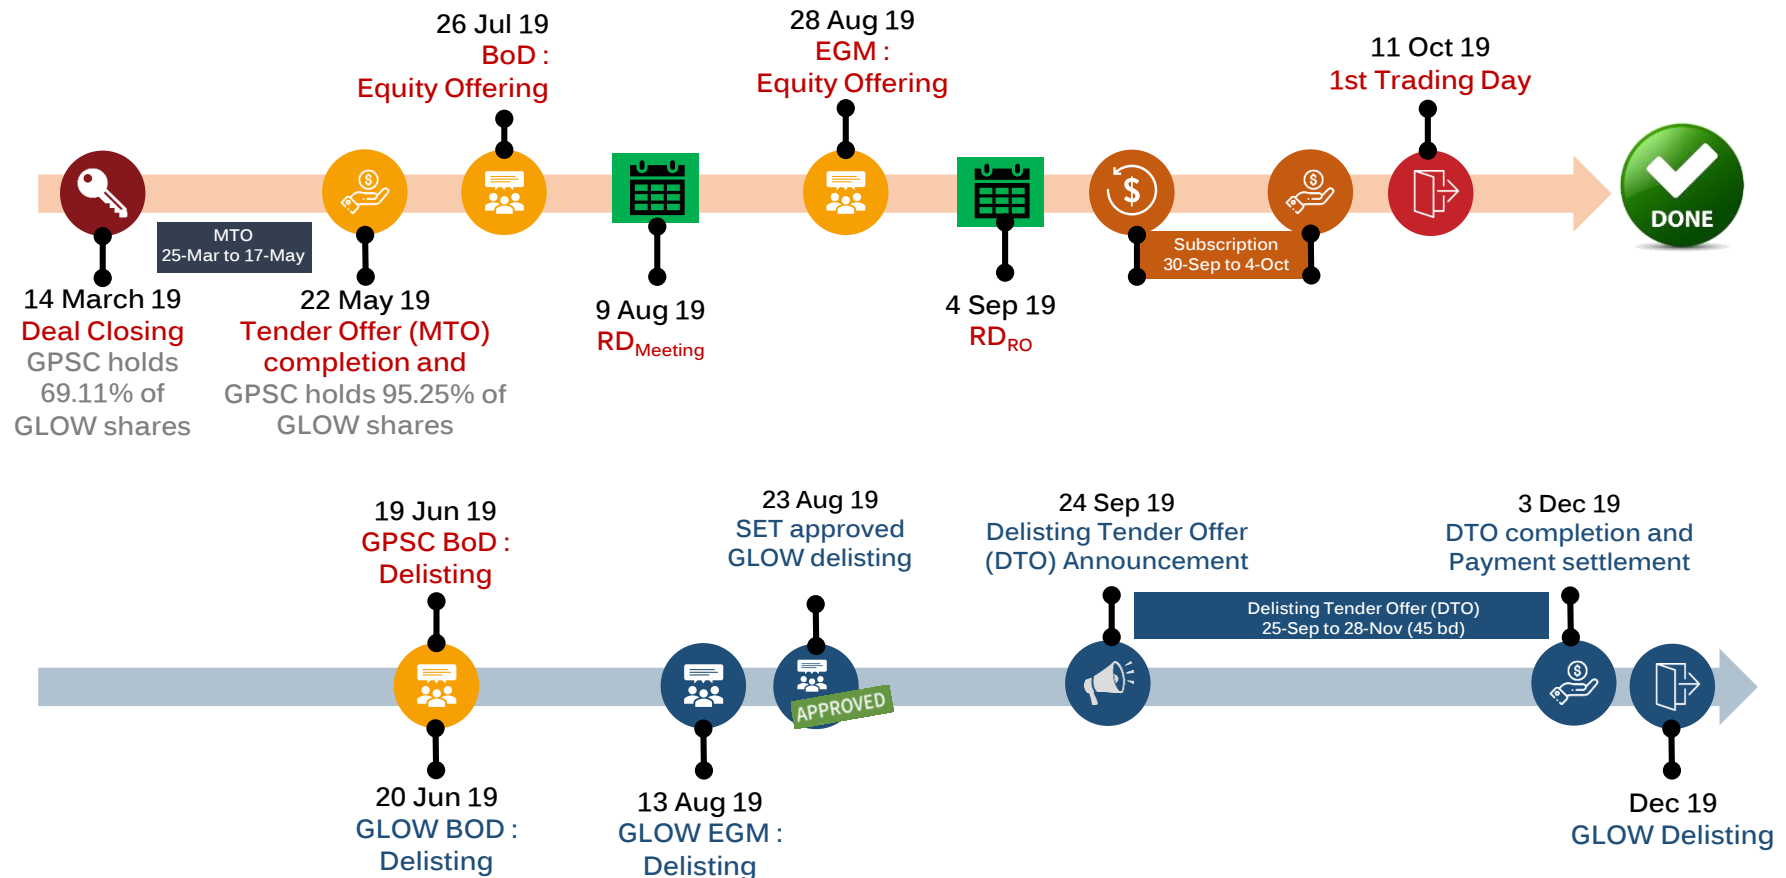 26 Jul 19
BoD :
Equity Offering
28 Aug 19
EGM :
Equity Offering
11 Oct 19
1st Trading Day
DONE
MTO
25-Mar to 17-May
Subscription
30-Sep to 4-Oct
14 March 19
Deal Closing
GPSC holds
69.11% of
GLOW shares
22 May 19
Tender Offer (MTO)
completion and
GPSC holds 95.25% of
GLOW shares
9 Aug 19
RDMeeting
4 Sep 19
RDRO
19 Jun 19
GPSC BoD :
Delisting
23 Aug 19
SET approved
GLOW delisting
24 Sep 19
Delisting Tender Offer
(DTO) Announcement
3 Dec 19
DTO completion and
Payment settlement
Delisting Tender Offer (DTO)
25-Sep to 28-Nov (45 bd)
APPROVED
20 Jun 19
GLOW BOD :
Delisting
13 Aug 19
GLOW EGM :
Delisting
Dec 19
GLOW Delisting